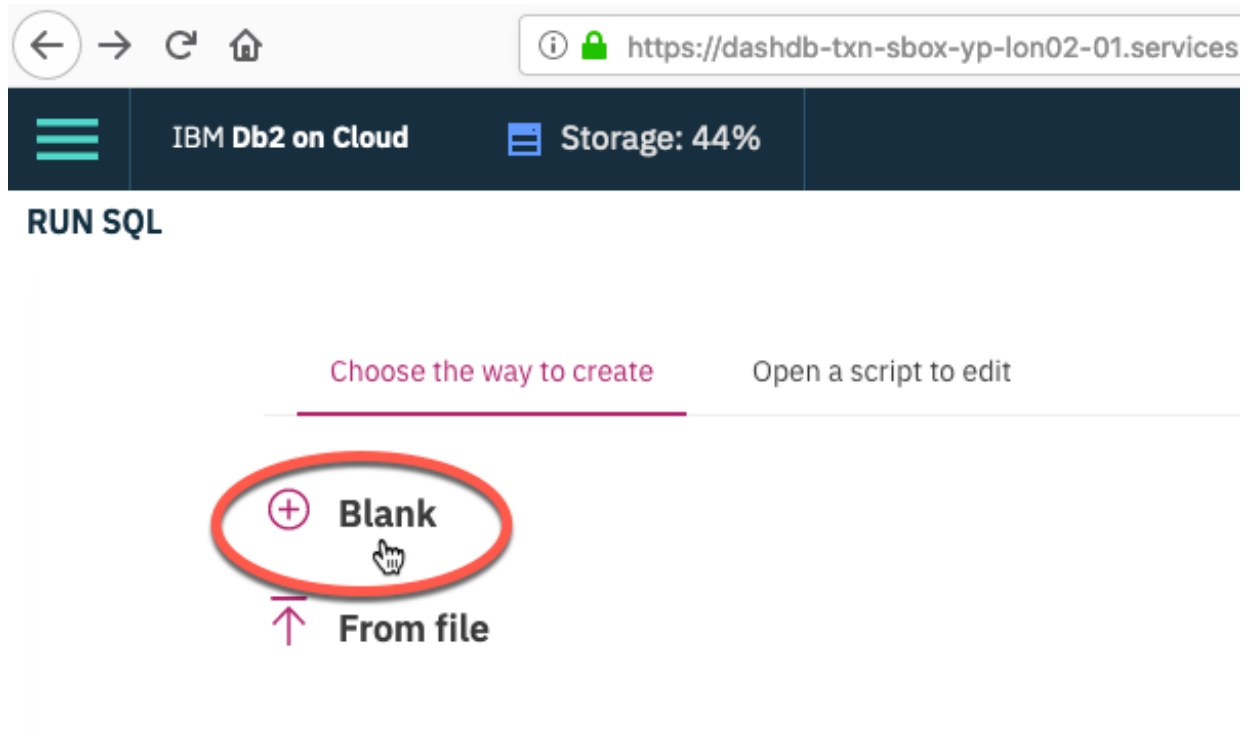 https://dashdb-txn-sbox-yp-lon02-01.services
IBM Db2 on Cloud Storage: 44%
RUN SQL
Choose the way to create Open a script to edit
Blank
From file